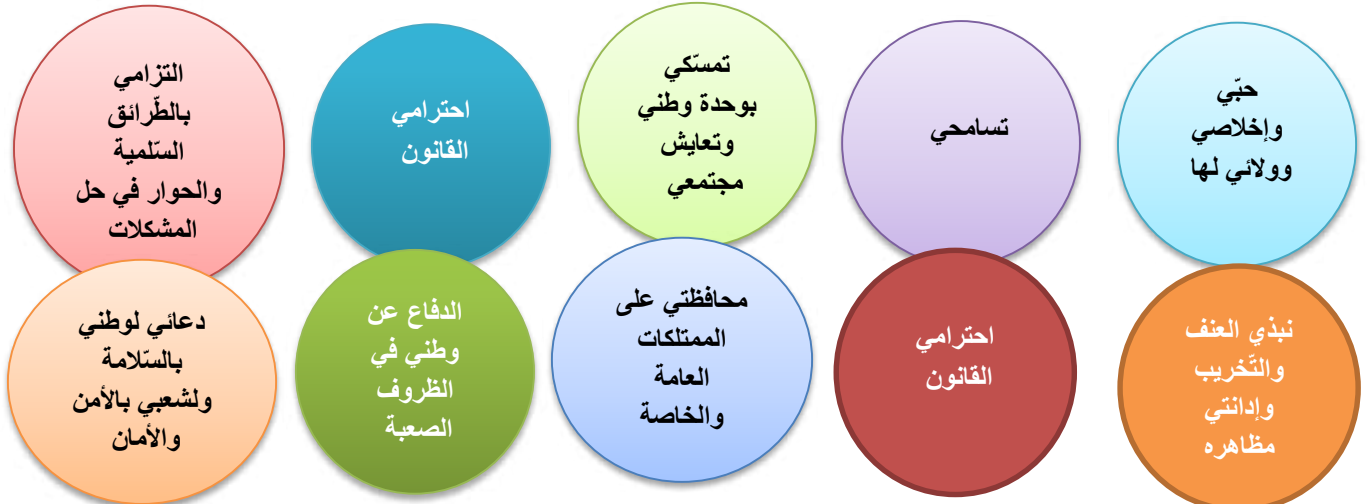 حبّي
وإخلاصي
وولائي لها
تسامحي
تمسّكي
بوحدة وطني
وتعايش
مجتمعي
احترامي
القانون
التزامي
بالطّرائق
السّلمية
والحوار في حل
المشكلات
نبذي العنف
والتّخريب
وإدانتي
مظاهره
احترامي
القانون
محافظتي على
الممتلكات
العامة
والخاصة
الدفاع عن
وطني في
الظروف
الصعبة
دعائي لوطني
بالسّلامة
ولشعبي بالأمن
والأمان